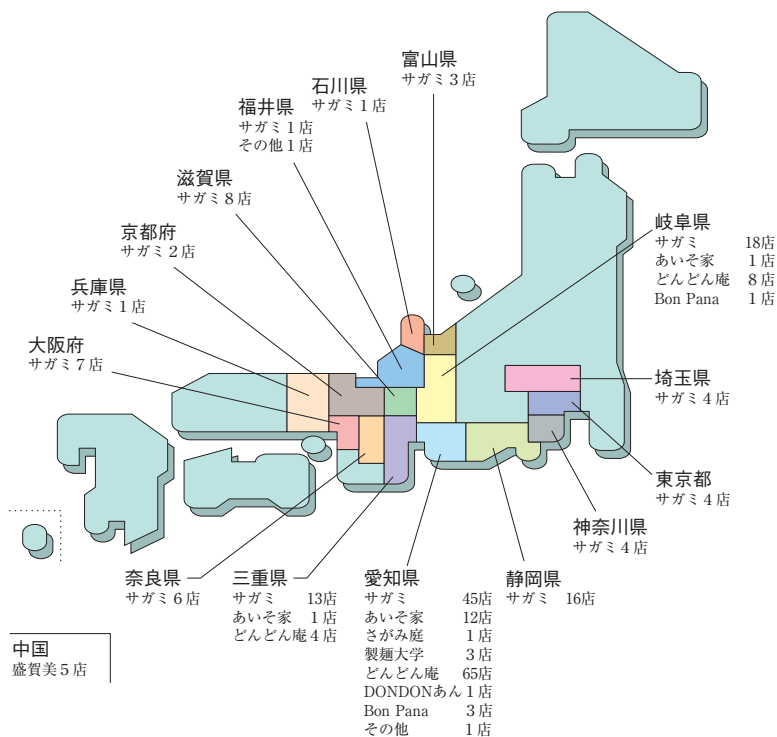 富山県
サガミ3店
石川県
サガミ1店
福井県
サガミ1店
その他1店
滋賀県
サガミ8店
京都府
サガミ2店
兵庫県
サガミ1店
大阪府
サガミ7店
岐阜県
サガミ 18店
あいそ家 1店
どんどん庵 8店
Bon Pana 1店
埼玉県
サガミ4店
東京都
サガミ4店
神奈川県
サガミ4店
静岡県
サガミ 16店
愛知県
サガミ 45店
あいそ家 12店
さがみ庭 1店
製麺大学 3店
どんどん庵 65店
DONDONあん1店
Bon Pana 3店
その他 1店
三重県
サガミ 13店
あいそ家 1店
どんどん庵4店
奈良県
サガミ6店
中国
盛賀美5店